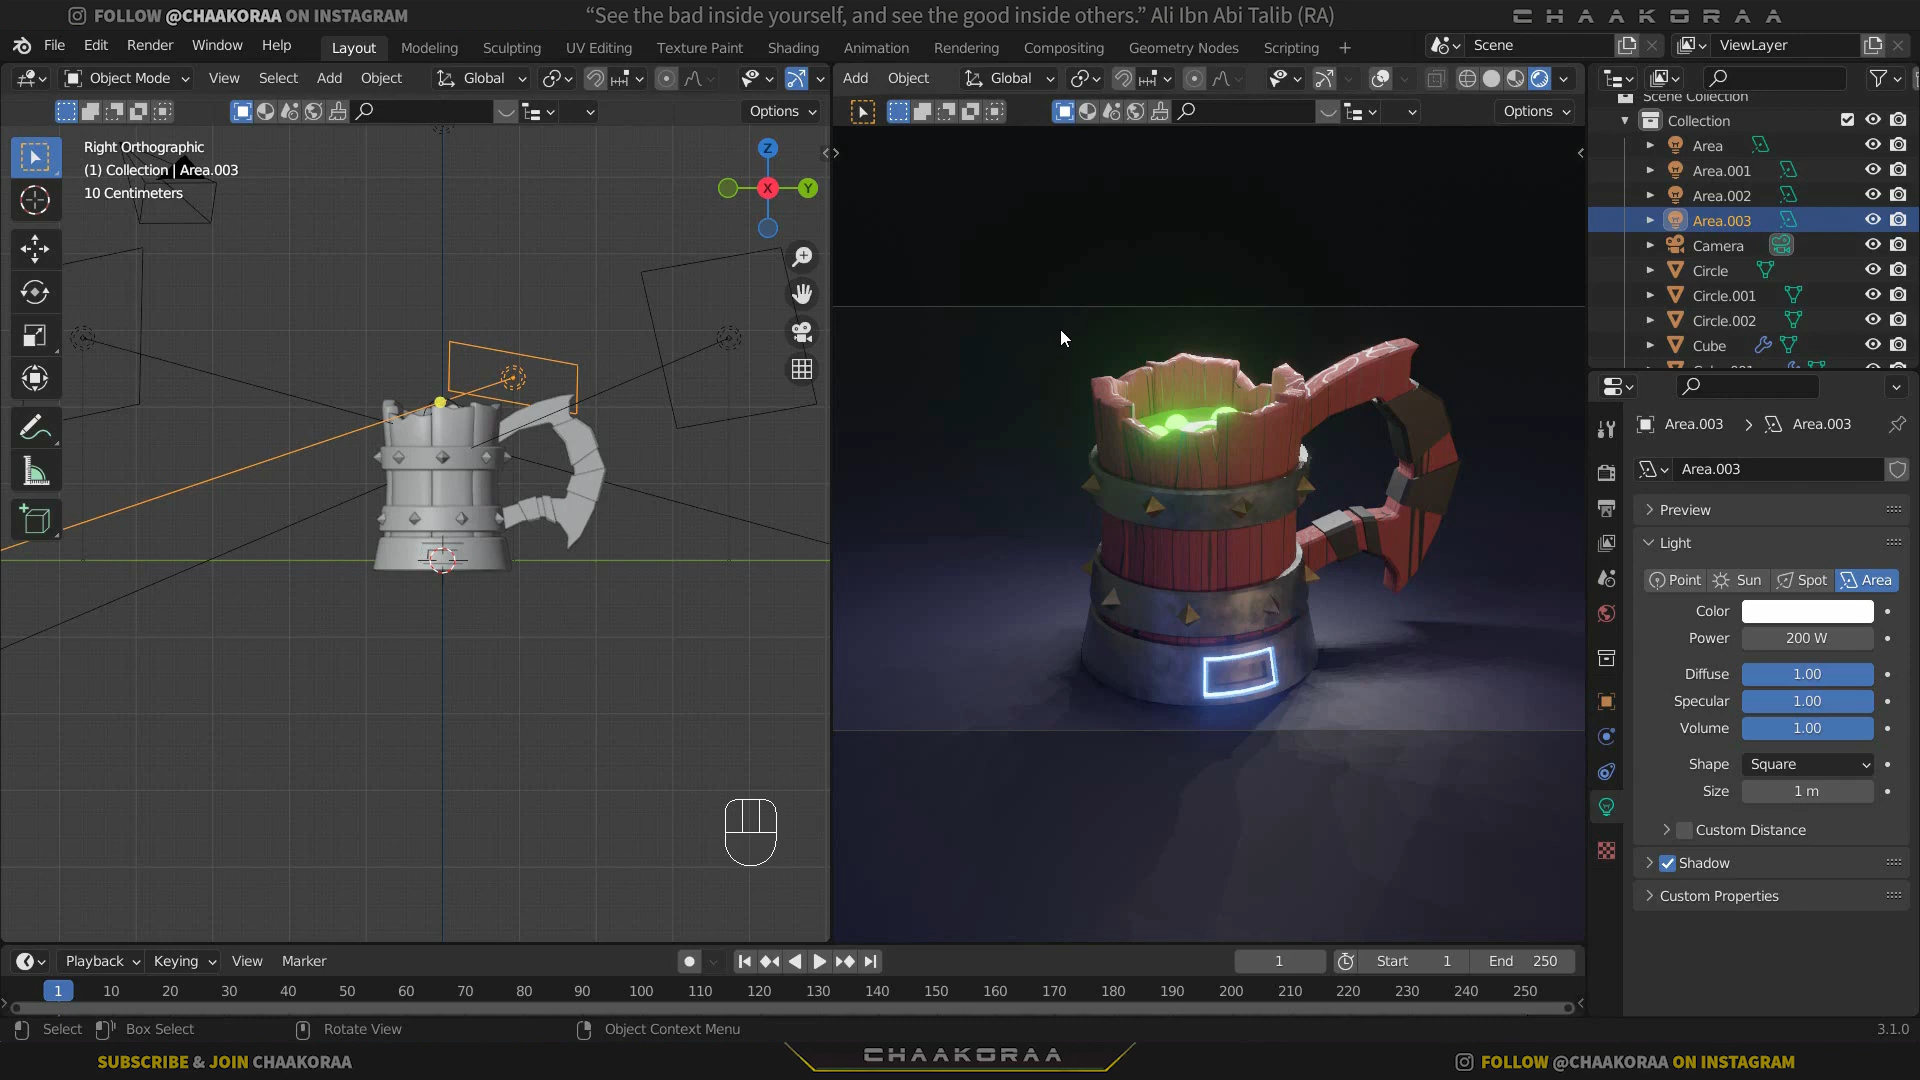 FOLLOW @CHAAKORAA ON INSTAGRAM
“See the bad inside yourself, and see the good inside others.” Ali Ibn Abi Talib (RA)
CHAAKORAA
File Edit Render Window Help
Layout Modeling Sculpting UV Editing Texture Paint Shading Animation Rendering Compositing Geometry Nodes Scripting +
Scene
ViewLayer
Object Mode View Select Add Object Global
Add Object Global
Options
Options
Right Orthographic
(1) Collection | Area.003
10 Centimeters
Z
X
Y
Scene Collection
Collection
Area
Area.001
Area.002
Area.003
Camera
Circle
Circle.001
Circle.002
Cube
Area.003 > Area.003
Area.003
Preview
Light
Point Sun Spot Area
Color
Power 200 W
Diffuse 1.00
Specular 1.00
Volume 1.00
Shape Square
Size 1 m
Custom Distance
Shadow
Custom Properties
Playback Keying View Marker
1 Start 1 End 250
1 10 20 30 40 50 60 70 80 90 100 110 120 130 140 150 160 170 180 190 200 210 220 230 240 250
Select Box Select Rotate View Object Context Menu 3.1.0
SUBSCRIBE & JOIN CHAAKORAA
CHAAKORAA
FOLLOW @CHAAKORAA ON INSTAGRAM